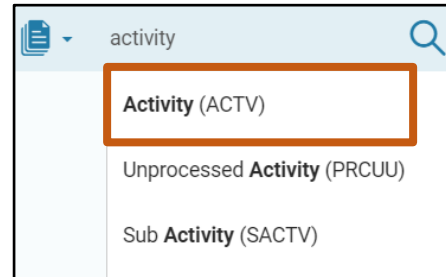 activity
Activity (ACTV)
Unprocessed Activity (PRCUU)
Sub Activity (SACTV)